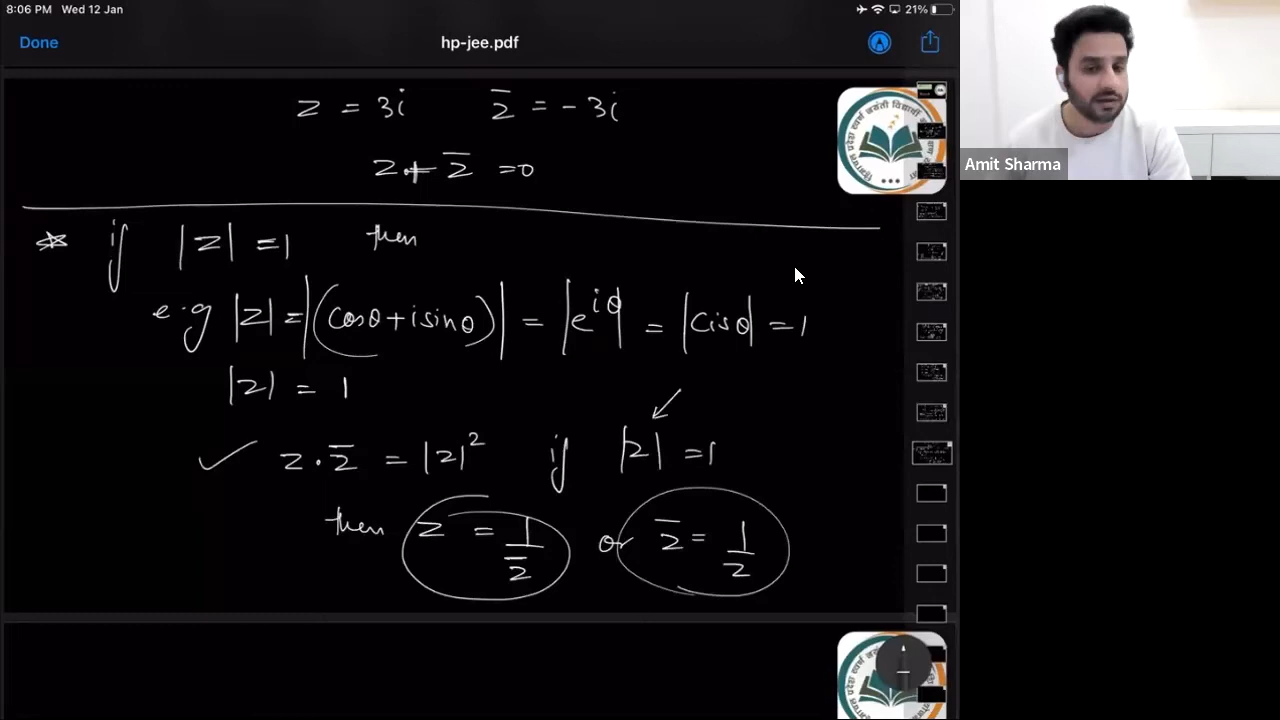 8:06 PM Wed 12 Jan
21%
Done
hp-jee.pdf
z = 3i z̅ = -3i
z + z̅ = 0
Amit Sharma
if |z| = 1 then
e.g |z| = |(cosθ + i sinθ)| = |e^{iθ}| = |cisθ| = 1
|z| = 1
✓ z · z̅ = |z|² if |z| = 1
then z = 1/z̅ or z̅ = 1/z